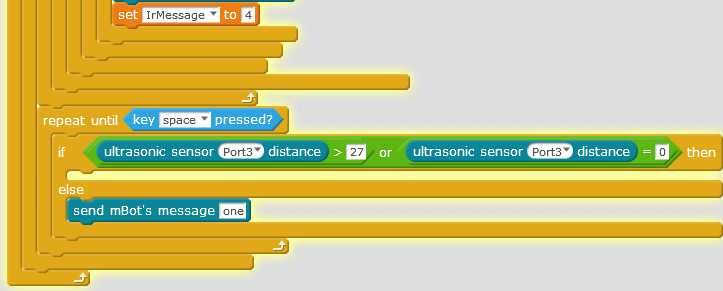 set IrMessage to 4
repeat until key space pressed?
if ultrasonic sensor Port3 distance > 27 or ultrasonic sensor Port3 distance = 0 then
else
send mBot's message one